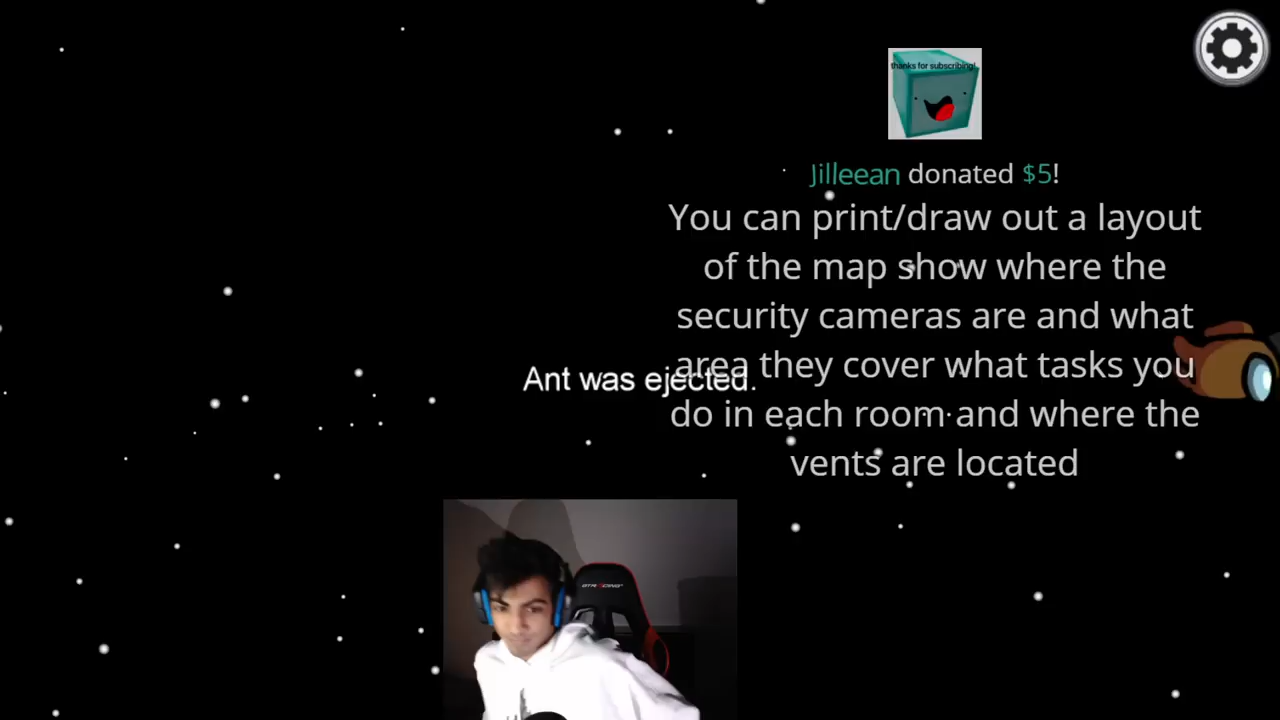 thanks for subscribing!
Jilleean donated $5!
You can print/draw out a layout
of the map show where the
security cameras are and what
area they cover what tasks you
Ant was ejected.
do in each room and where the
vents are located
GTRACING